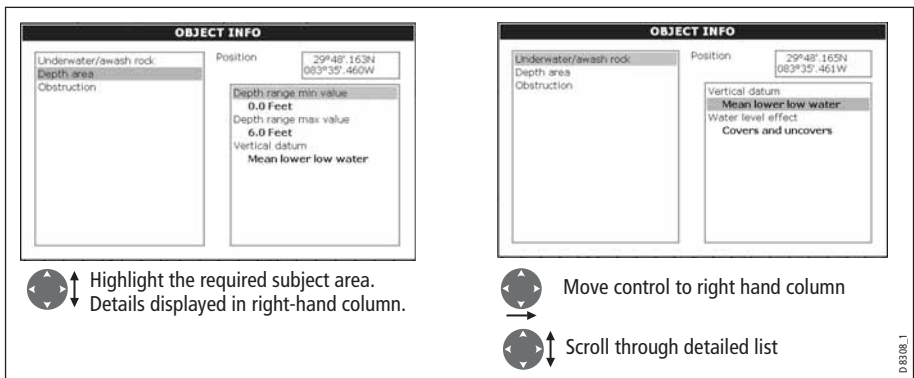 OBJECT INFO
Underwater/awash rock
Depth area
Obstruction
Position
29°48'.163N
083°35'.460W
Depth range min value
0.0 Feet
Depth range max value
6.0 Feet
Vertical datum
Mean lower low water
Highlight the required subject area.
Details displayed in right-hand column.
OBJECT INFO
Underwater/awash rock
Depth area
Obstruction
Position
29°48'.165N
083°35'.461W
Vertical datum
Mean lower low water
Water level effect
Covers and uncovers
Move control to right hand column
Scroll through detailed list
D8308_1